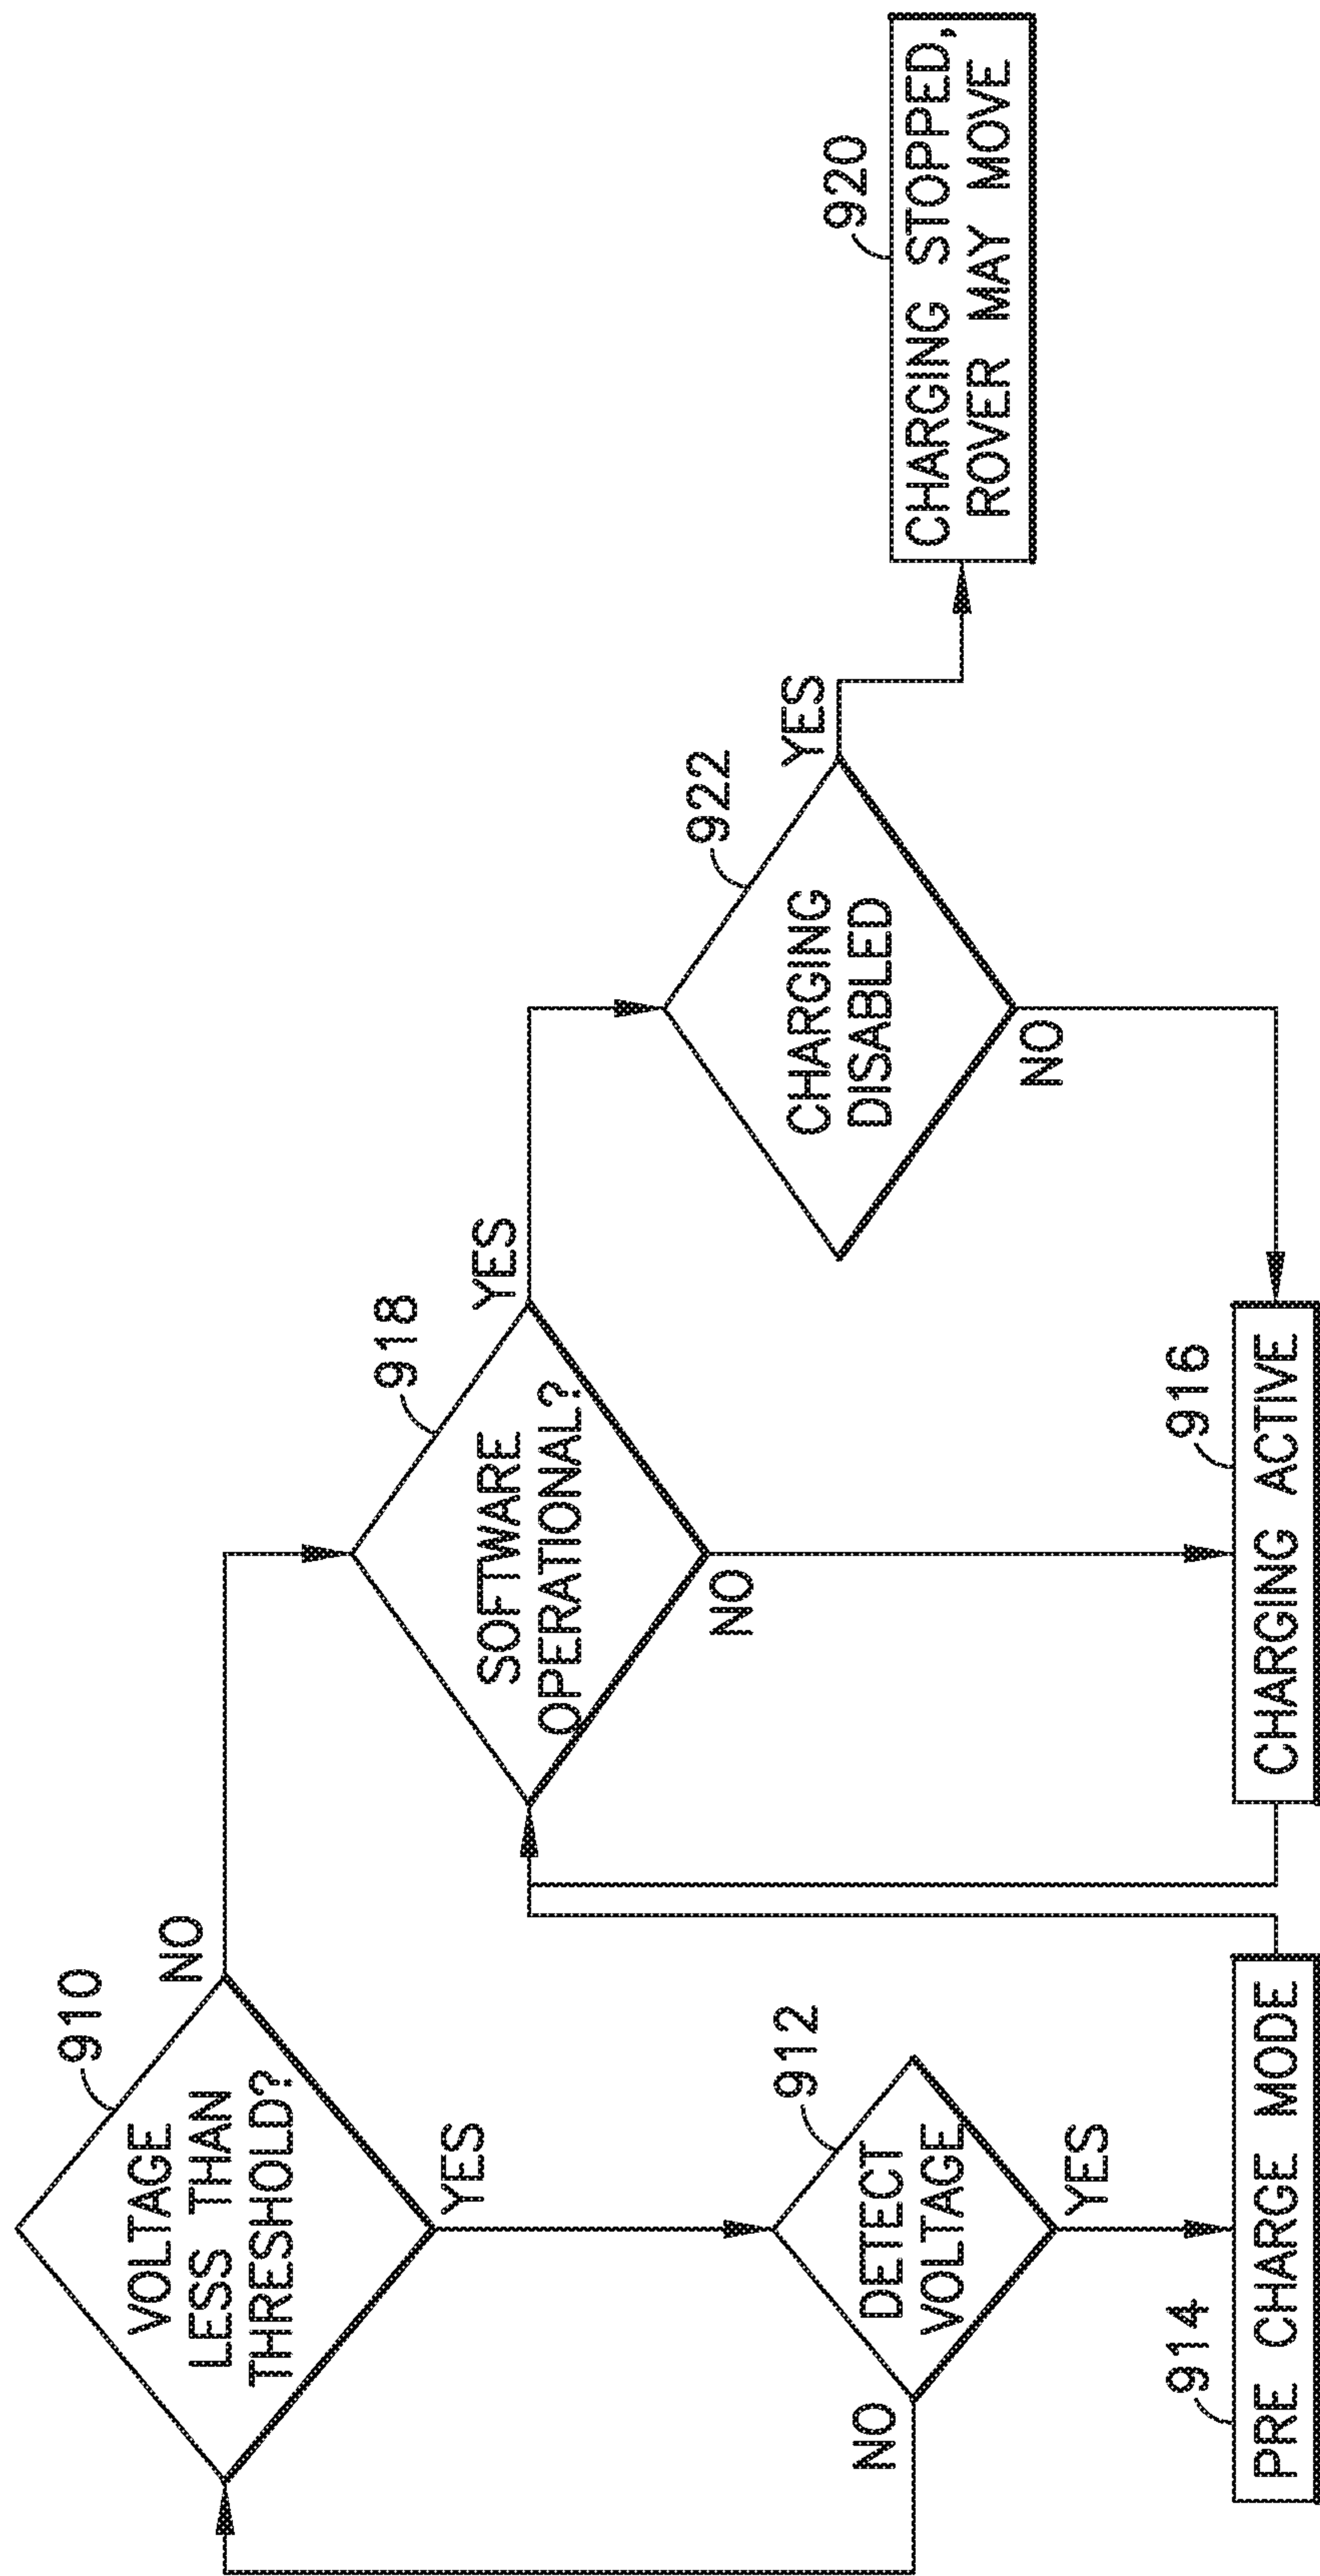 910
VOLTAGE
LESS THAN
THRESHOLD?
NO
YES
912
DETECT
VOLTAGE
NO
YES
914
PRE CHARGE MODE
918
SOFTWARE
OPERATIONAL?
YES
NO
916
CHARGING ACTIVE
922
CHARGING
DISABLED
YES
NO
920
CHARGING STOPPED,
ROVER MAY MOVE